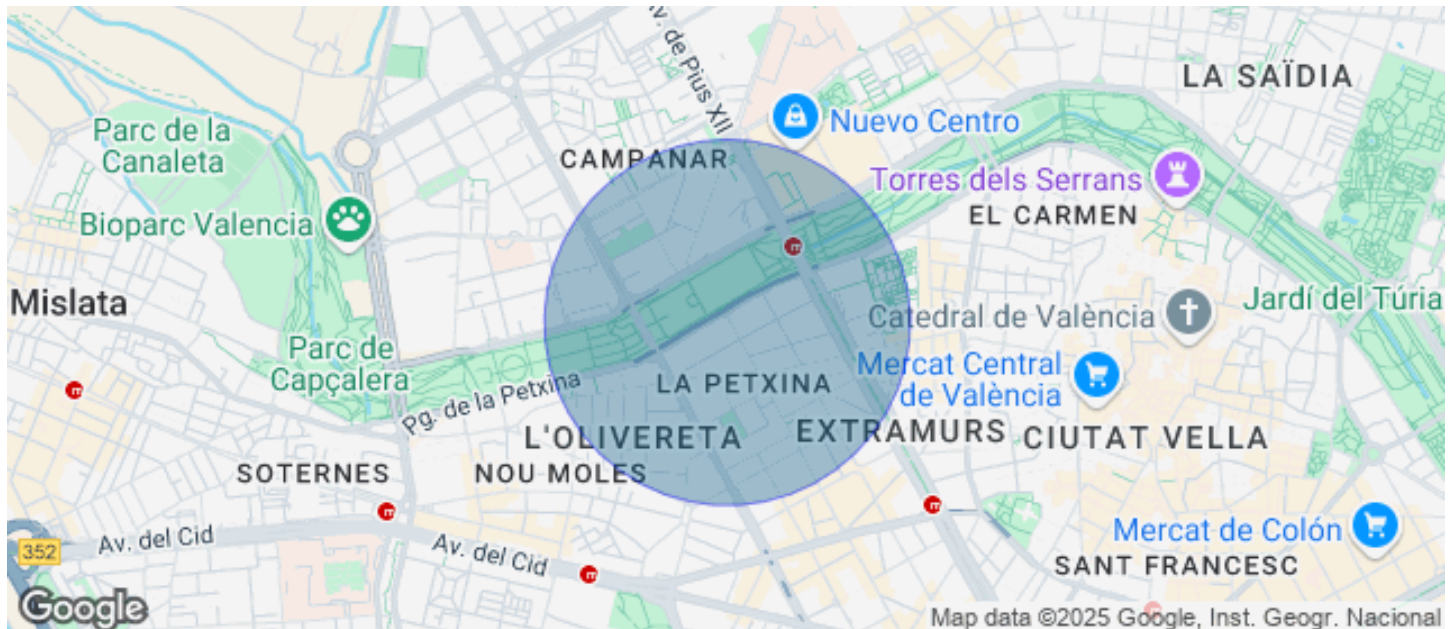 Av. de Pius XII
LA SAÏDIA
Parc de la
Canaleta
Nuevo Centro
CAMPANAR
Torres dels Serrans
EL CARMEN
Bioparc Valencia
Mislata
Catedral de València
Jardí del Túria
Parc de
Capçalera
Mercat Central
de València
LA PETXINA
Pg. de la Petxina
L'OLIVERETA
EXTRAMURS
CIUTAT VELLA
SOTERNES
NOU MOLES
Mercat de Colón
Av. del Cid
352
Av. del Cid
SANT FRANCESC
Google
Map data ©2025 Google, Inst. Geogr. Nacional